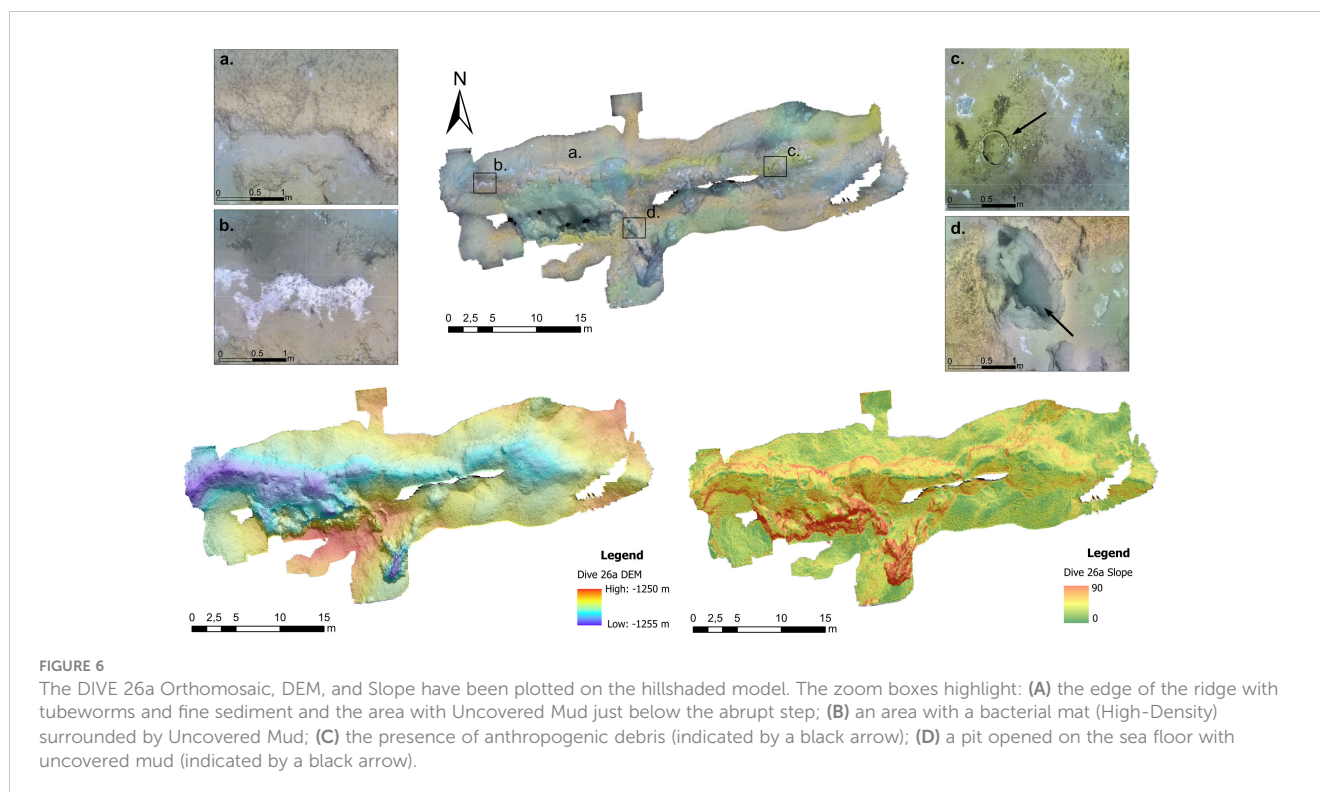 a.
0 0.5 1 m
b.
0 0.5 1 m
N
a.
b.
c.
d.
0 2,5 5 10 15
m
c.
0 0.5 1 m
d.
0 0.5 1 m
Legend
Dive 26a DEM
High: -1250 m
Low: -1255 m
0 2,5 5 10 15
m
Legend
Dive 26a Slope
90
0
0 2,5 5 10 15
m
FIGURE 6
The DIVE 26a Orthomosaic, DEM, and Slope have been plotted on the hillshaded model. The zoom boxes highlight: (A) the edge of the ridge with
tubeworms and fine sediment and the area with Uncovered Mud just below the abrupt step; (B) an area with a bacterial mat (High-Density)
surrounded by Uncovered Mud; (C) the presence of anthropogenic debris (indicated by a black arrow); (D) a pit opened on the sea floor with
uncovered mud (indicated by a black arrow).